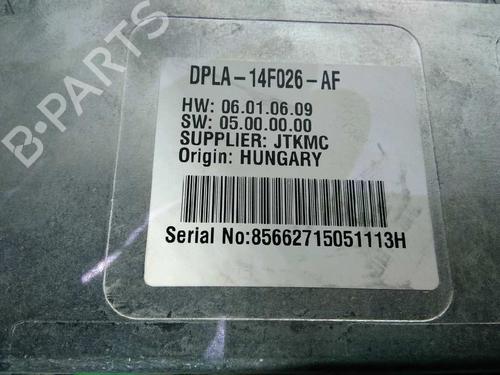 B-PARTS
DPLA-14F026-AF
HW: 06.01.06.09
SW: 05.00.00.00
SUPPLIER: JTKMC
Origin: HUNGARY
Serial No:85662715051113H